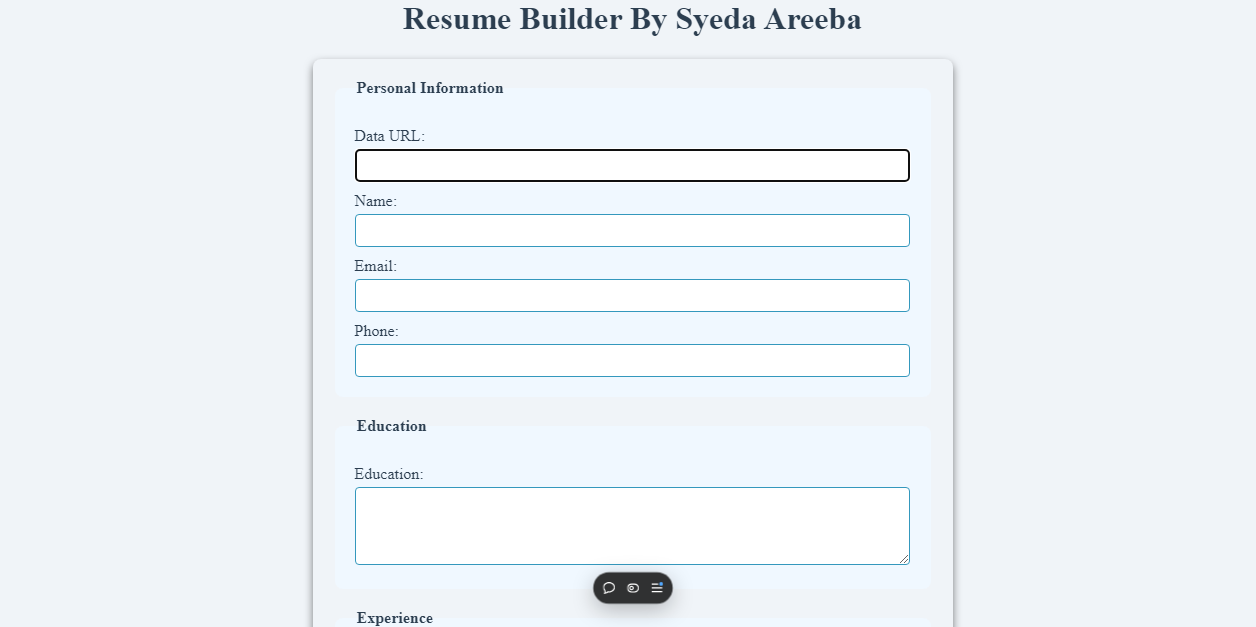 Resume Builder By Syeda Areeba
Personal Information
Data URL:
Name:
Email:
Phone:
Education
Education:
Experience